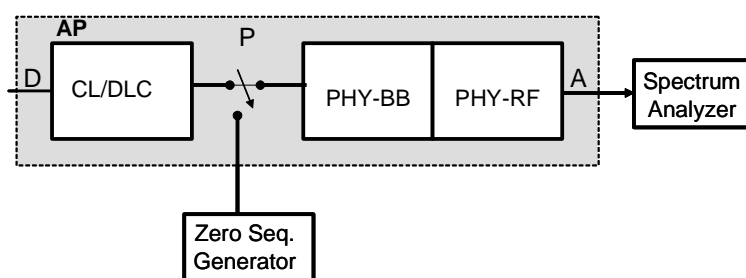 AP
P
D
CL/DLC
PHY-BB
PHY-RF
A
Spectrum
Analyzer
Zero Seq.
Generator